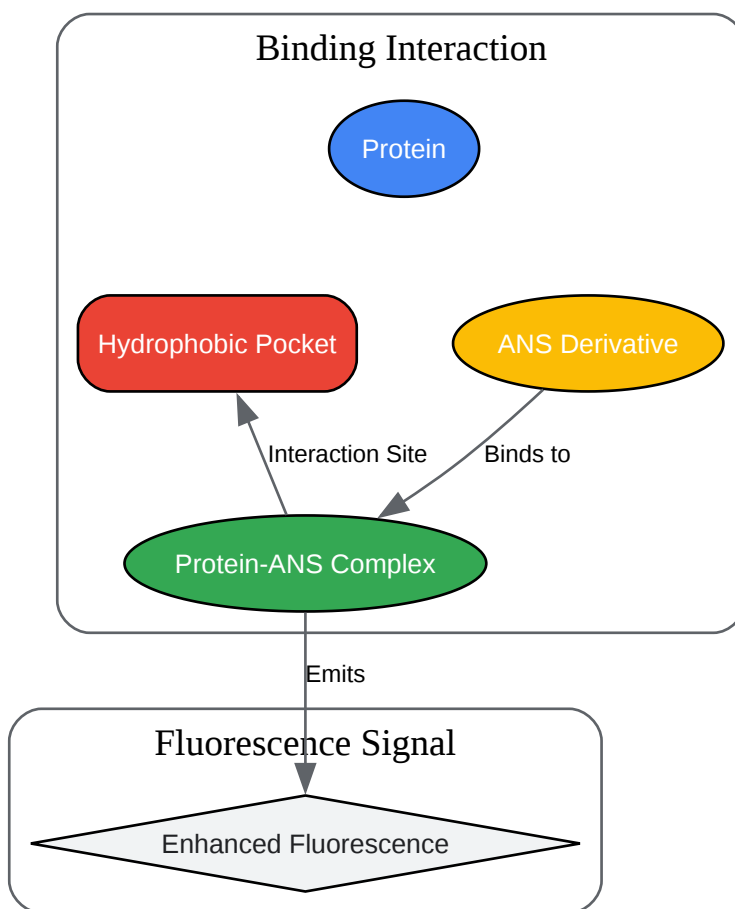 Binding Interaction
Protein
Hydrophobic Pocket
ANS Derivative
Interaction Site
Binds to
Protein-ANS Complex
Emits
Fluorescence Signal
Enhanced Fluorescence